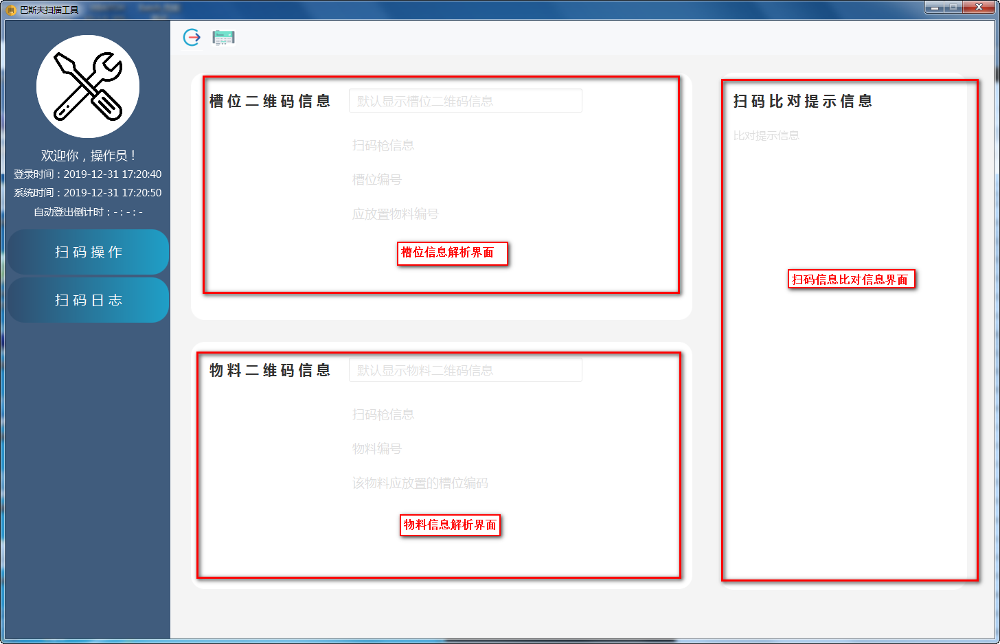 巴斯夫扫描工具
欢迎你，操作员！
登录时间：2019-12-31 17:20:40
系统时间：2019-12-31 17:20:50
自动登出倒计时：- : - : -
扫码操作
扫码日志
槽位二维码信息
默认显示槽位二维码信息
扫码枪信息
槽位编号
应放置物料编号
槽位信息解析界面
物料二维码信息
默认显示物料二维码信息
扫码枪信息
物料编号
该物料应放置的槽位编码
物料信息解析界面
扫码比对提示信息
比对提示信息
扫码信息比对信息界面